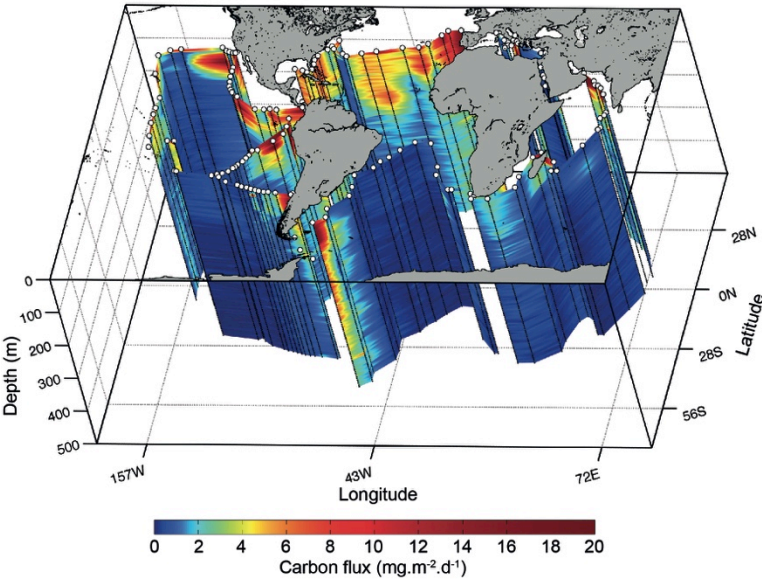 0
100
200
300
400
500
Depth (m)
28N
0N
28S
56S
Latitude
157W
43W
72E
Longitude
0 2 4 6 8 10 12 14 16 18 20
Carbon flux (mg.m⁻².d⁻¹)